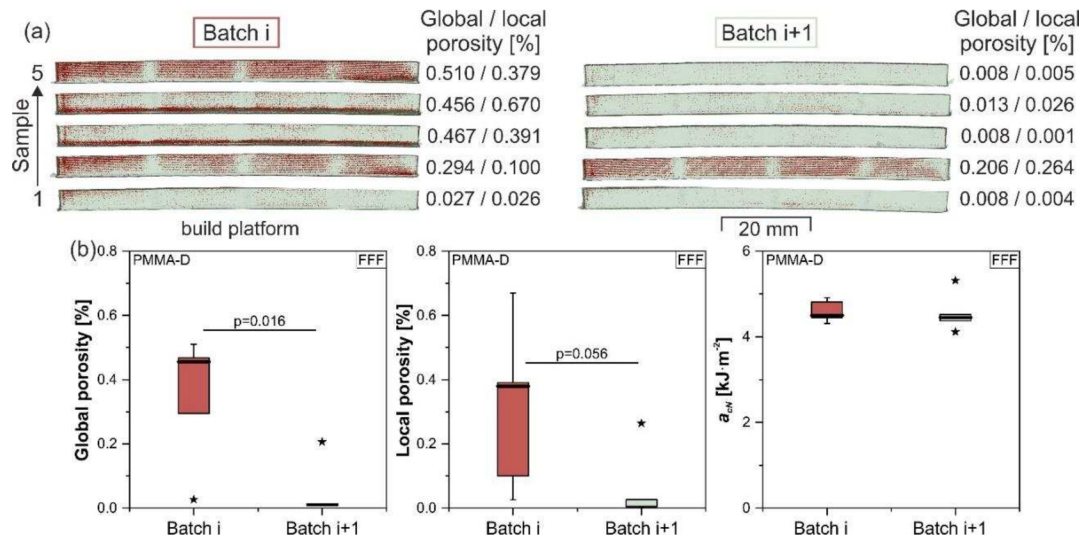 (a)
Batch i
Global / local
porosity [%]
Batch i+1
Global / local
porosity [%]
Sample
5
1
0.510 / 0.379
0.456 / 0.670
0.467 / 0.391
0.294 / 0.100
0.027 / 0.026
0.008 / 0.005
0.013 / 0.026
0.008 / 0.001
0.206 / 0.264
0.008 / 0.004
build platform
20 mm
(b)
Global porosity [%]
0.8
0.6
0.4
0.2
0.0
PMMA-D
FFF
p=0.016
Batch i
Batch i+1
Local porosity [%]
0.8
0.6
0.4
0.2
0.0
PMMA-D
FFF
p=0.056
Batch i
Batch i+1
acN [kJ·m-2]
6
4
2
0
PMMA-D
FFF
Batch i
Batch i+1